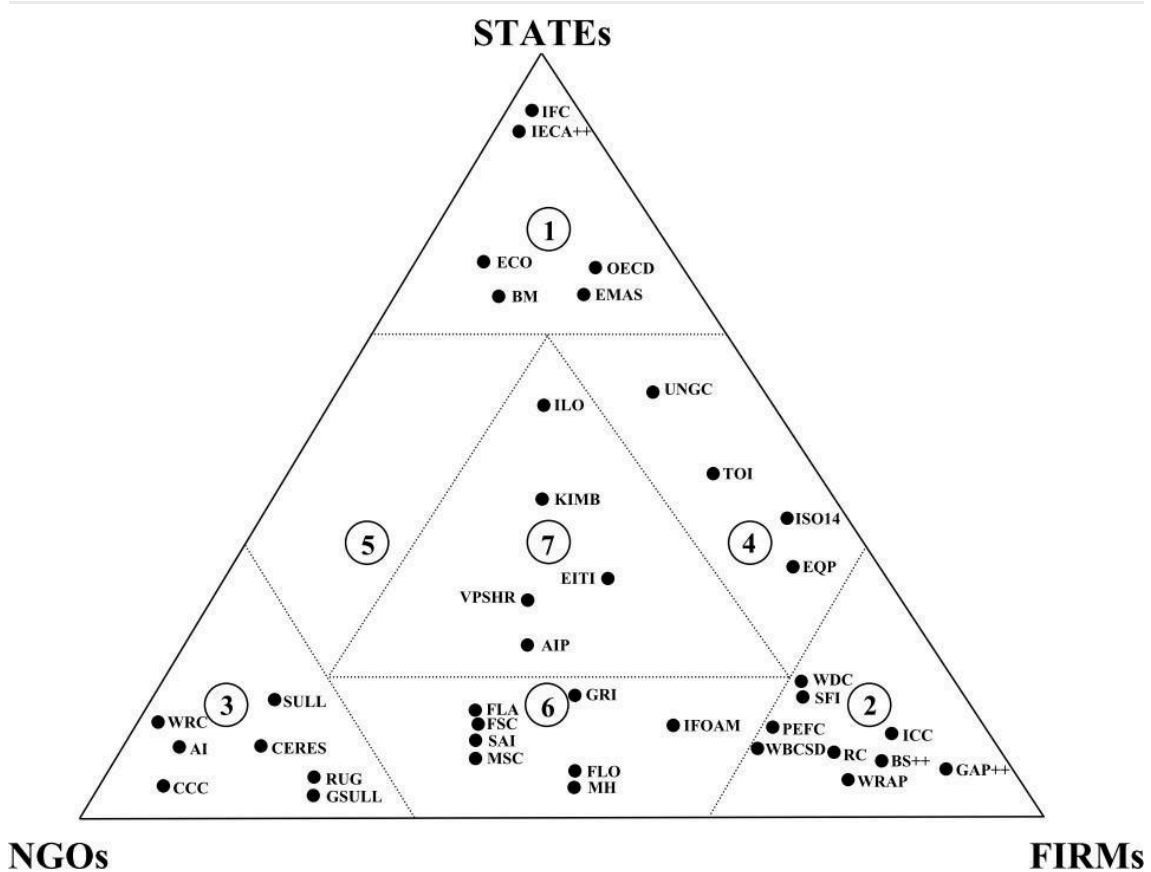 STATEs
IFC
IECA++
1
ECO
OECD
BM
EMAS
UNGC
ILO
TOI
KIMB
ISO14
5
7
4
EQP
EITI
VPSHR
AIP
WDC
SFI
GRI
3
6
2
SULL
FLA
WRC
FSC
IFOAM
PEFC
ICC
AI
CERES
SAI
WBCSD
RC
MSC
BS++
GAP++
FLO
RUG
WRAP
CCC
MH
GSULL
NGOs
FIRMs